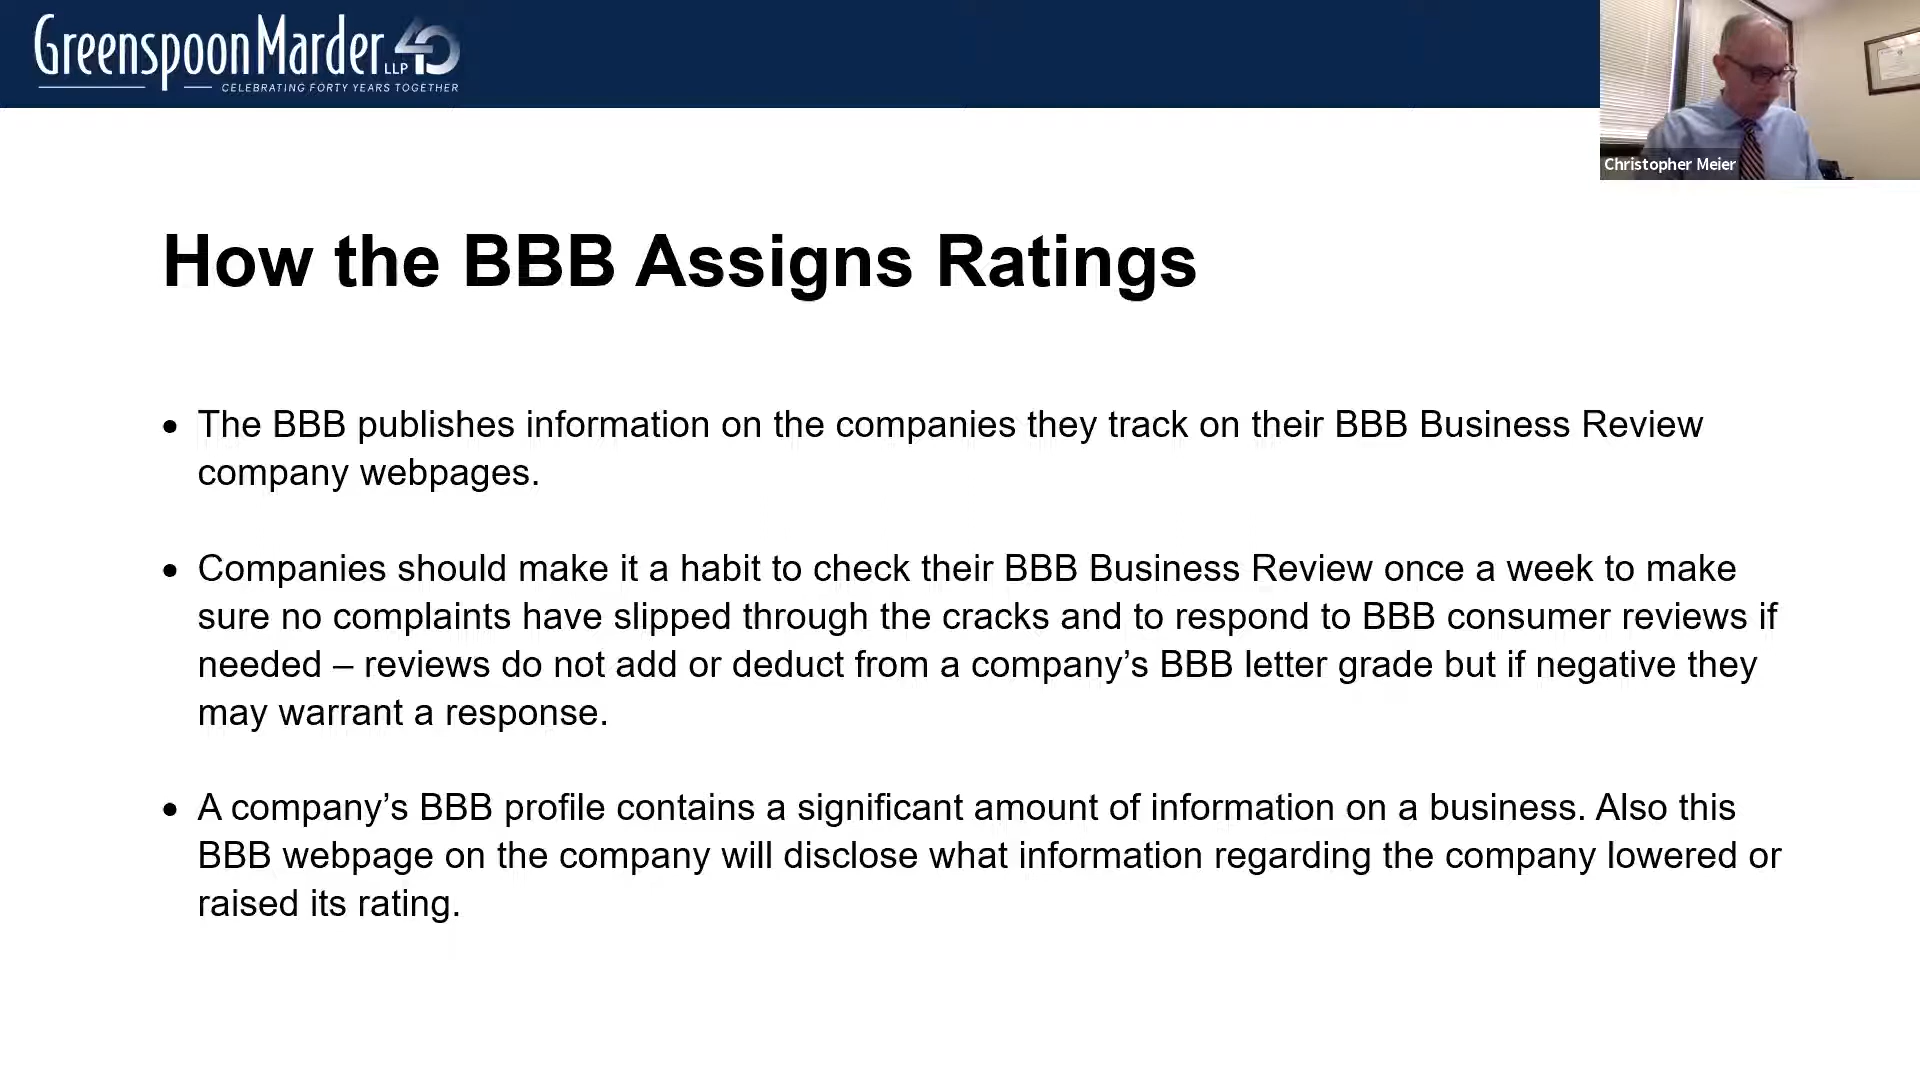 GreenspoonMarder LLP 40
CELEBRATING FORTY YEARS TOGETHER
Christopher Meier
How the BBB Assigns Ratings
• The BBB publishes information on the companies they track on their BBB Business Review
company webpages.
• Companies should make it a habit to check their BBB Business Review once a week to make
sure no complaints have slipped through the cracks and to respond to BBB consumer reviews if
needed – reviews do not add or deduct from a company’s BBB letter grade but if negative they
may warrant a response.
• A company’s BBB profile contains a significant amount of information on a business. Also this
BBB webpage on the company will disclose what information regarding the company lowered or
raised its rating.